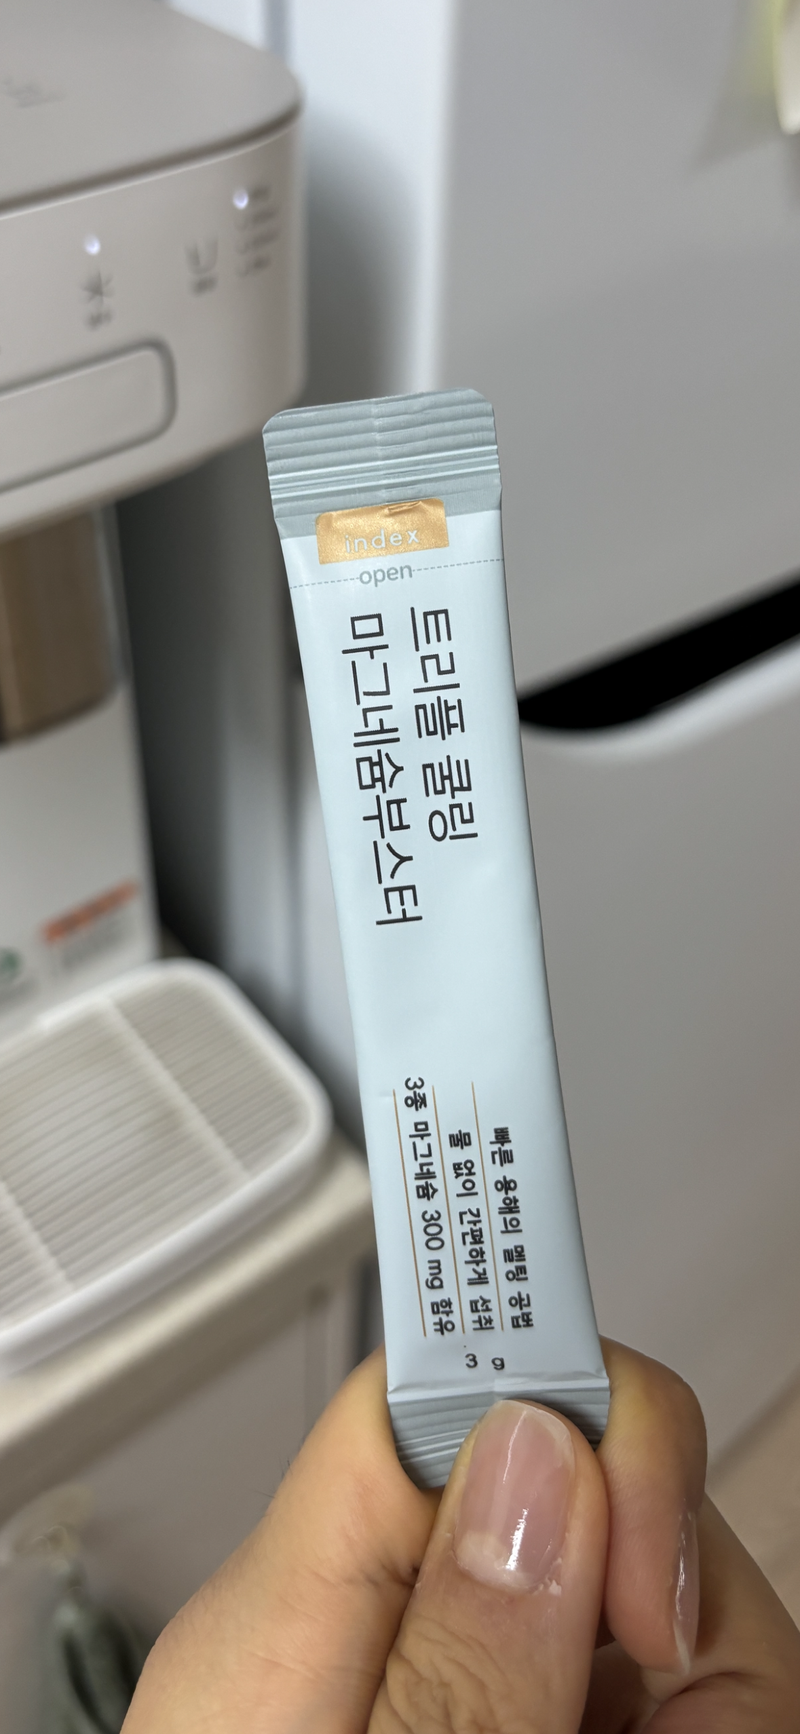 index
open
트리플 쿨링
마그네슘부스터
빠른 용해의 멜팅 공법
물 없이 간편하게 섭취
3종 마그네슘 300 mg 함유
3 g